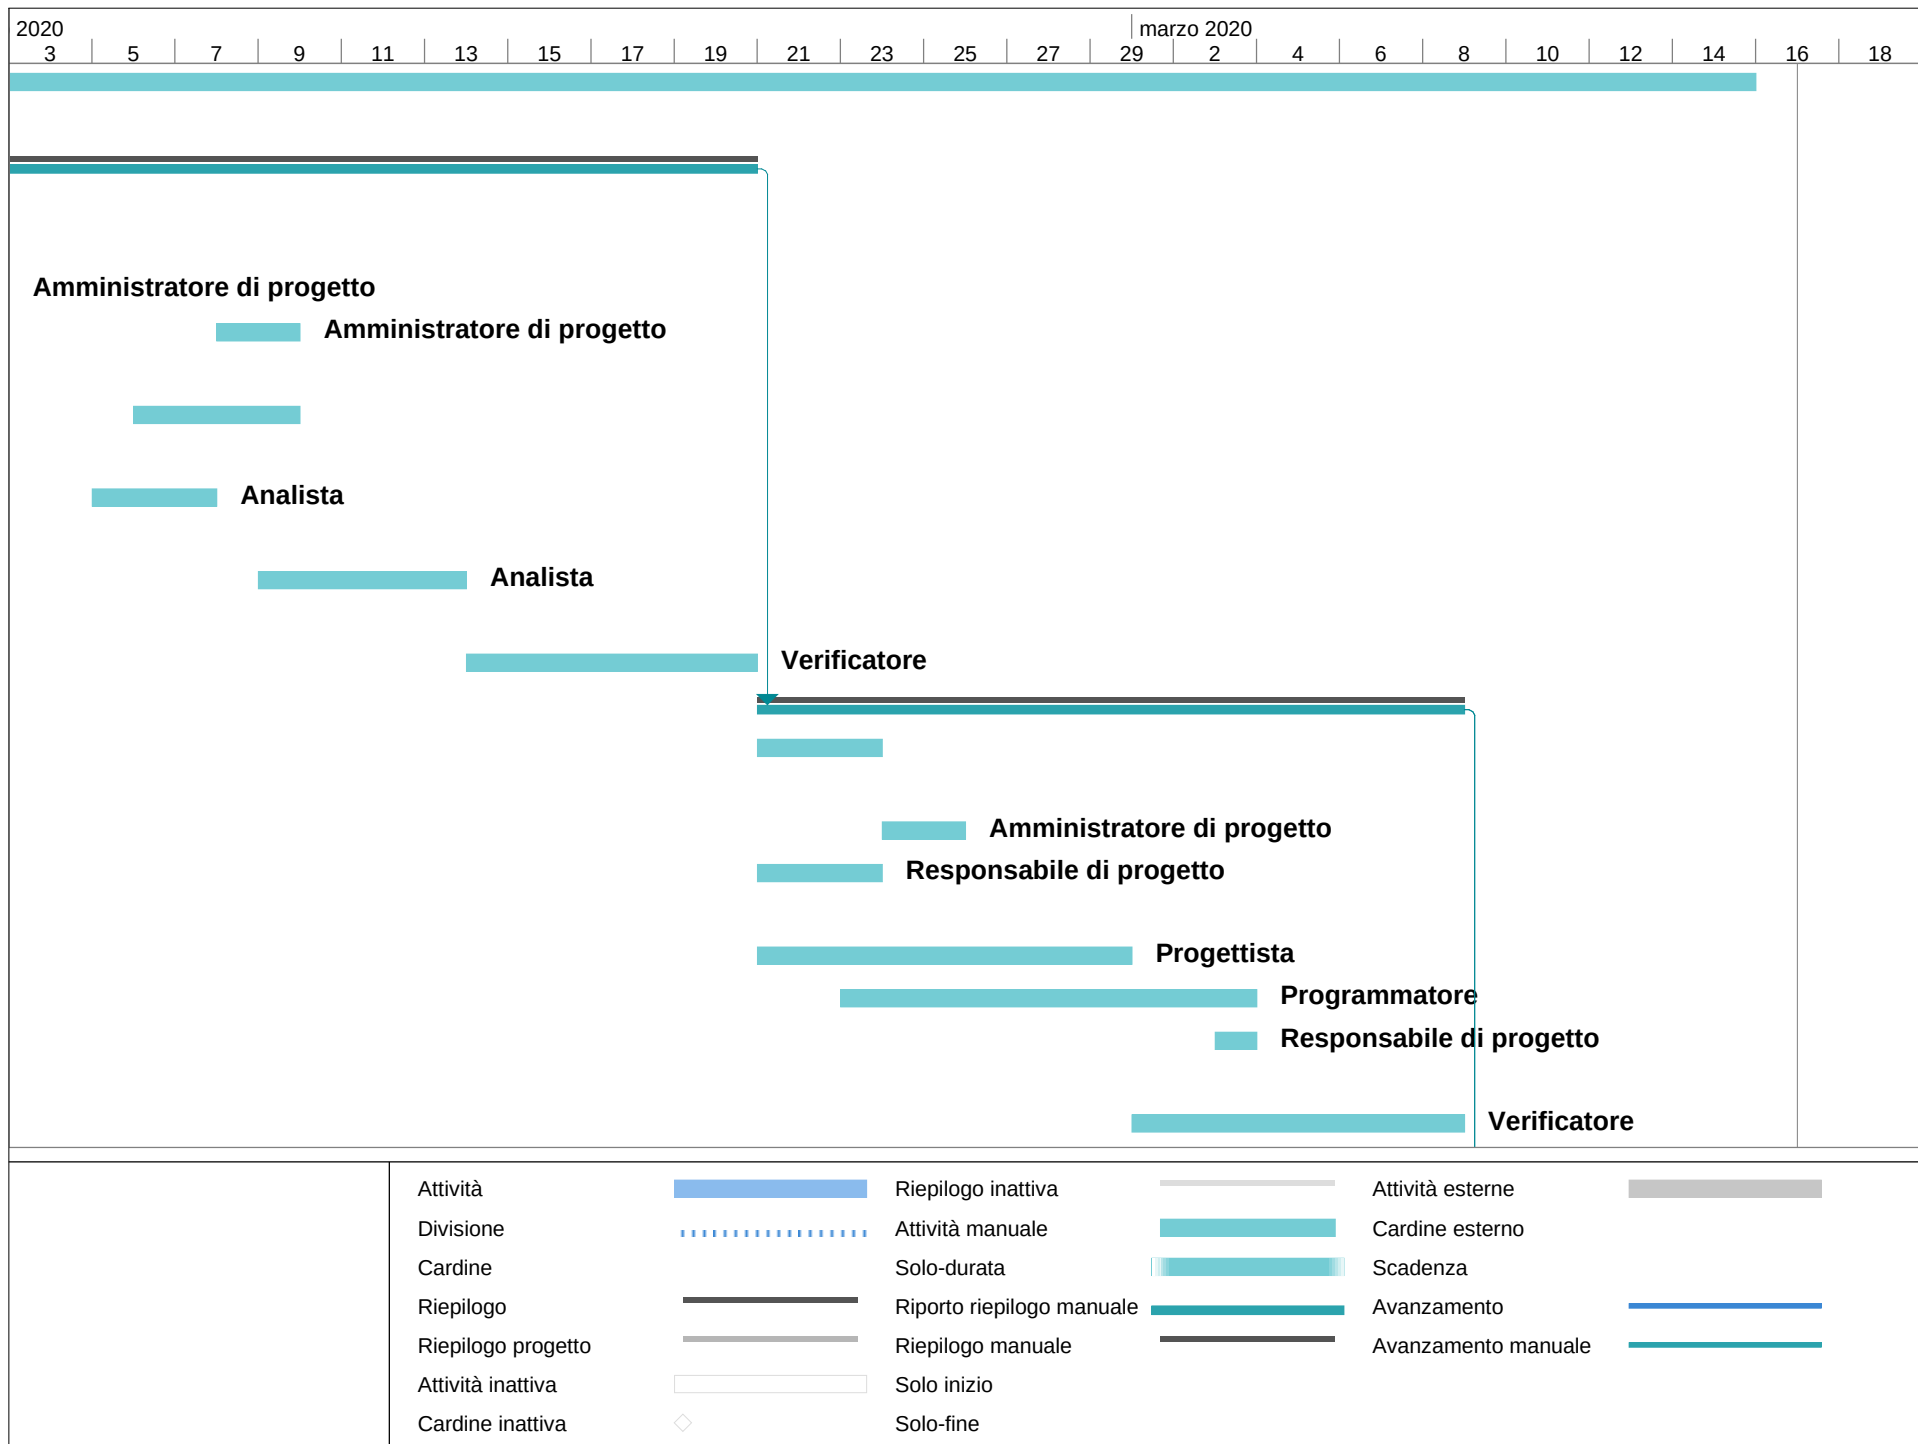 2020
marzo 2020
3 5 7 9 11 13 15 17 19 21 23 25 27 29 2 4 6 8 10 12 14 16 18
Amministratore di progetto
Amministratore di progetto
Analista
Analista
Verificatore
Amministratore di progetto
Responsabile di progetto
Progettista
Programmatore
Responsabile di progetto
Verificatore
Attività
Divisione
Cardine
Riepilogo
Riepilogo progetto
Attività inattiva
Cardine inattiva
Riepilogo inattiva
Attività manuale
Solo-durata
Riporto riepilogo manuale
Riepilogo manuale
Solo inizio
Solo-fine
Attività esterne
Cardine esterno
Scadenza
Avanzamento
Avanzamento manuale